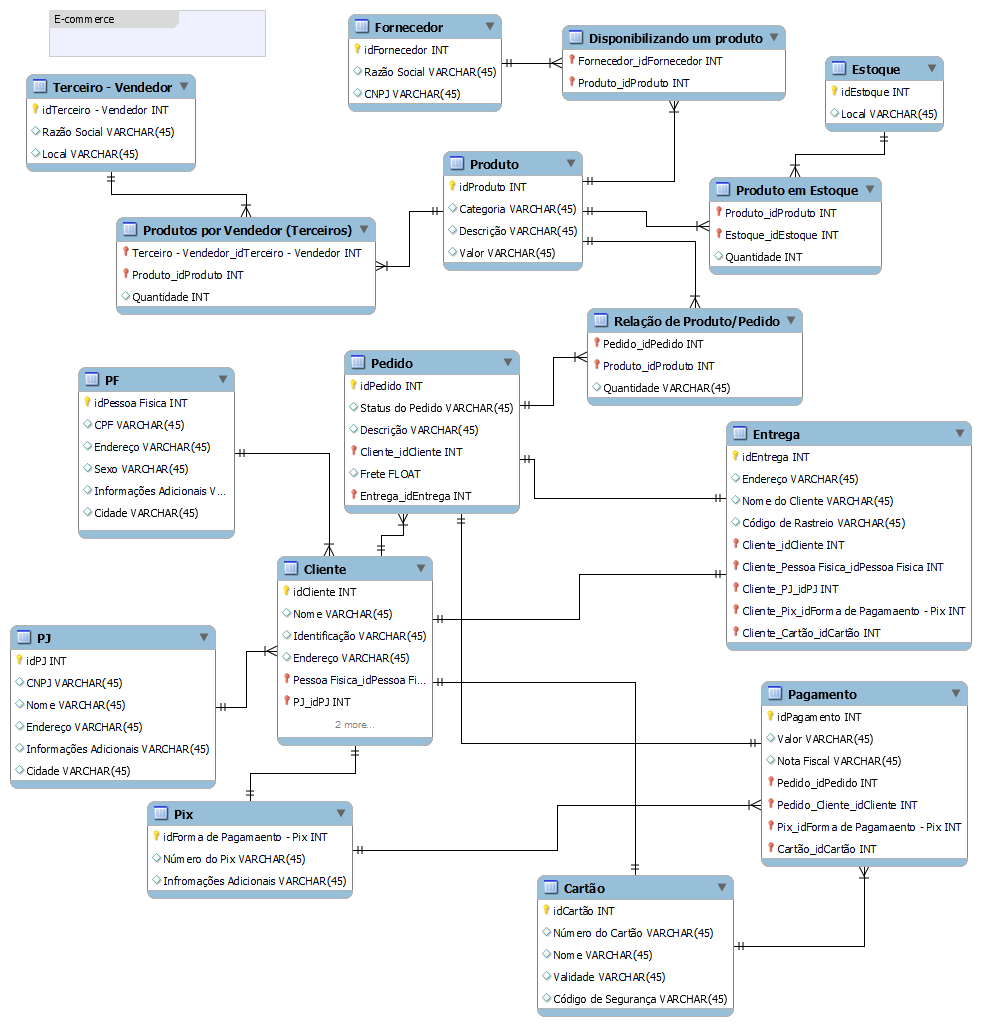 E-commerce
Fornecedor
idFornecedor INT
Razão Social VARCHAR(45)
CNPJ VARCHAR(45)
Disponibilizando um produto
Fornecedor_idFornecedor INT
Produto_idProduto INT
Estoque
idEstoque INT
Local VARCHAR(45)
Terceiro - Vendedor
idTerceiro - Vendedor INT
Razão Social VARCHAR(45)
Local VARCHAR(45)
Produto
idProduto INT
Categoria VARCHAR(45)
Descrição VARCHAR(45)
Valor VARCHAR(45)
Produto em Estoque
Produto_idProduto INT
Estoque_idEstoque INT
Quantidade INT
Produtos por Vendedor (Terceiros)
Terceiro - Vendedor_idTerceiro - Vendedor INT
Produto_idProduto INT
Quantidade INT
Relação de Produto/Pedido
Pedido_idPedido INT
Produto_idProduto INT
Quantidade VARCHAR(45)
PF
idPessoa Fisica INT
CPF VARCHAR(45)
Endereço VARCHAR(45)
Sexo VARCHAR(45)
Informações Adicionais V...
Cidade VARCHAR(45)
Pedido
idPedido INT
Status do Pedido VARCHAR(45)
Descrição VARCHAR(45)
Cliente_idCliente INT
Frete FLOAT
Entrega_idEntrega INT
Entrega
idEntrega INT
Endereço VARCHAR(45)
Nome do Cliente VARCHAR(45)
Código de Rastreio VARCHAR(45)
Cliente_idCliente INT
Cliente_Pessoa Fisica_idPessoa Fisica INT
Cliente_PJ_idPJ INT
Cliente_Pix_idForma de Pagamaento - Pix INT
Cliente_Cartão_idCartão INT
Cliente
idCliente INT
Nome VARCHAR(45)
Identificação VARCHAR(45)
Endereço VARCHAR(45)
Pessoa Fisica_idPessoa Fi...
PJ_idPJ INT
2 more...
PJ
idPJ INT
CNPJ VARCHAR(45)
Nome VARCHAR(45)
Endereço VARCHAR(45)
Informações Adicionais VARCHAR(45)
Cidade VARCHAR(45)
Pagamento
idPagamento INT
Valor VARCHAR(45)
Nota Fiscal VARCHAR(45)
Pedido_idPedido INT
Pedido_Cliente_idCliente INT
Pix_idForma de Pagamaento - Pix INT
Cartão_idCartão INT
Pix
idForma de Pagamaento - Pix INT
Número do Pix VARCHAR(45)
Infromações Adicionais VARCHAR(45)
Cartão
idCartão INT
Número do Cartão VARCHAR(45)
Nome VARCHAR(45)
Validade VARCHAR(45)
Código de Segurança VARCHAR(45)